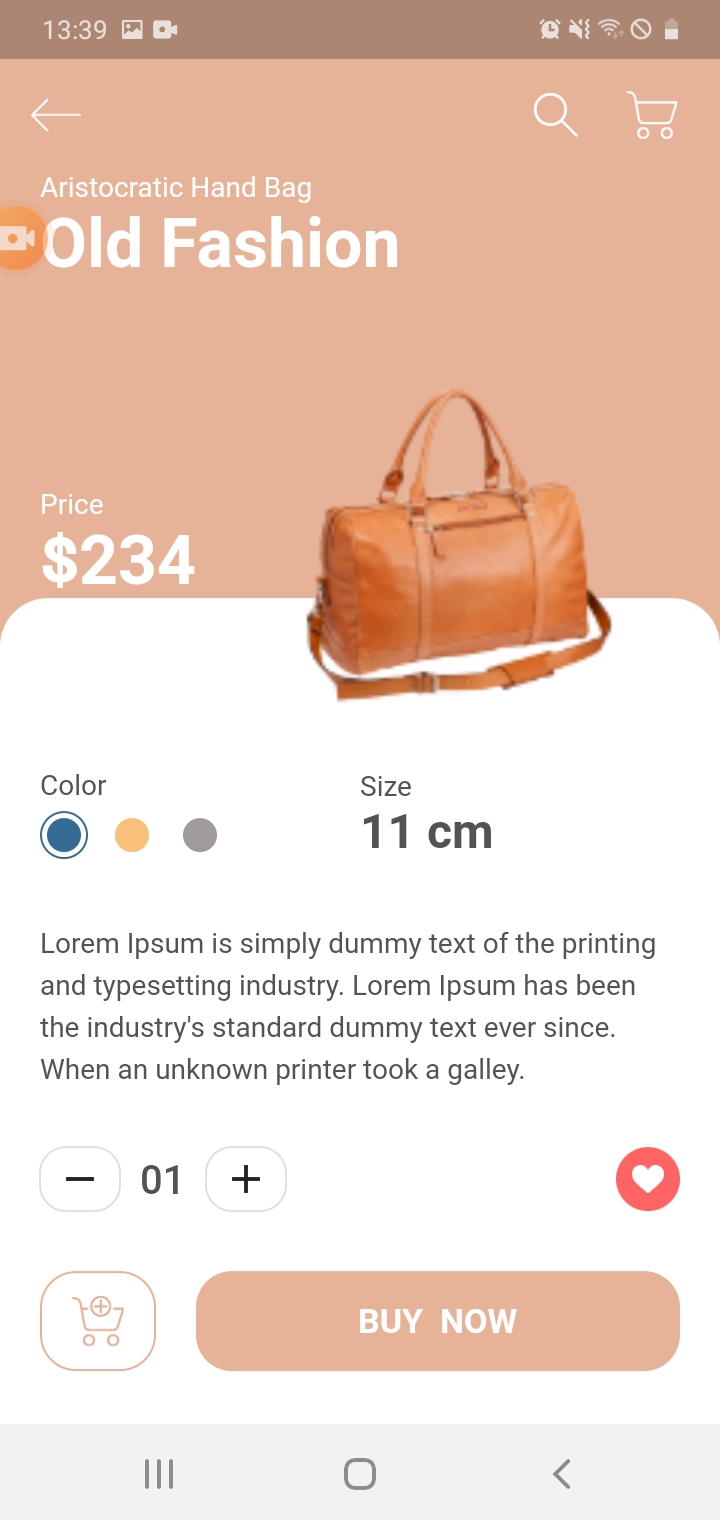 13:39
Aristocratic Hand Bag
Old Fashion
Price
$234
Color
Size
11 cm
Lorem Ipsum is simply dummy text of the printing
and typesetting industry. Lorem Ipsum has been
the industry's standard dummy text ever since.
When an unknown printer took a galley.
01
BUY NOW